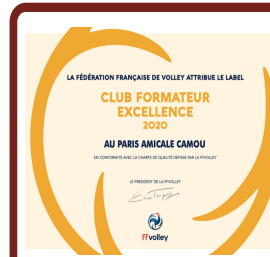 LA FÉDÉRATION FRANÇAISE DE VOLLEY ATTRIBUE LE LABEL
CLUB FORMATEUR
EXCELLENCE
2020
AU PARIS AMICALE CAMOU
EN CONFORMITÉ AVEC LA CHARTE DE QUALITÉ DÉFINIE PAR LA FFVOLLEY
LE PRÉSIDENT DE LA FFVOLLEY
FFvolley